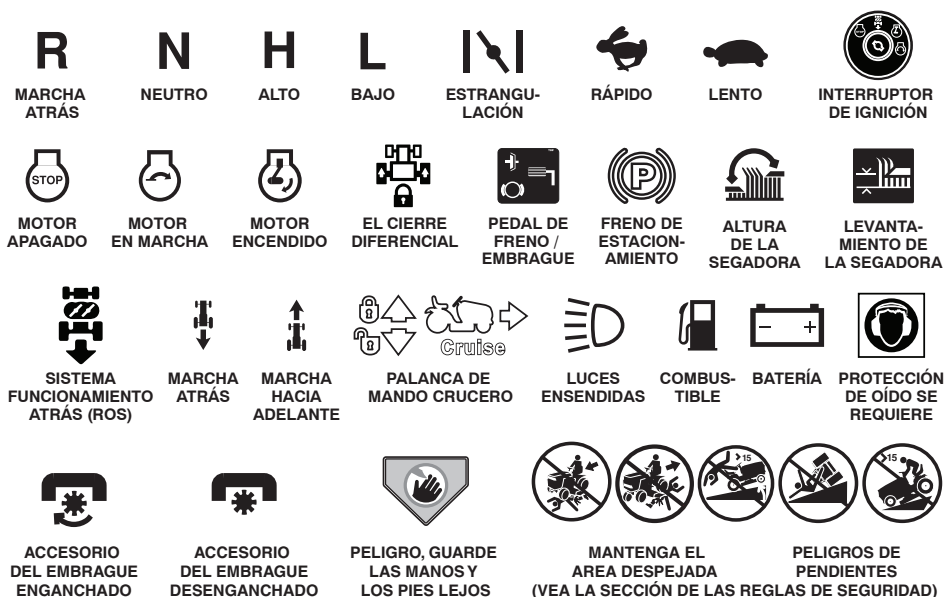 R N H L
MARCHA NEUTRO ALTO BAJO ESTRANGU- RÁPIDO LENTO INTERRUPTOR
ATRÁS LACIÓN DE IGNICIÓN
STOP P
MOTOR MOTOR MOTOR EL CIERRE PEDAL DE FRENO DE ALTURA LEVANTA-
APAGADO EN MARCHA ENCENDIDO DIFERENCIAL FRENO / ESTACION- DE LA MIENTO DE
EMBRAGUE AMIENTO SEGADORA LA SEGADORA
Cruise
SISTEMA MARCHA MARCHA PALANCA DE LUCES COMBUS- BATERÍA PROTECCIÓN
FUNCIONAMIENTO ATRÁS HACIA MANDO CRUCERO ENSENDIDAS TIBLE DE OÍDO SE
ATRÁS (ROS) ADELANTE REQUIERE
15 15
ACCESORIO ACCESORIO PELIGRO, GUARDE MANTENGA EL PELIGROS DE
DEL EMBRAGUE DEL EMBRAGUE LAS MANOS Y AREA DESPEJADA PENDIENTES
ENGANCHADO DESENGANCHADO LOS PIES LEJOS (VEA LA SECCIÓN DE LAS REGLAS DE SEGURIDAD)